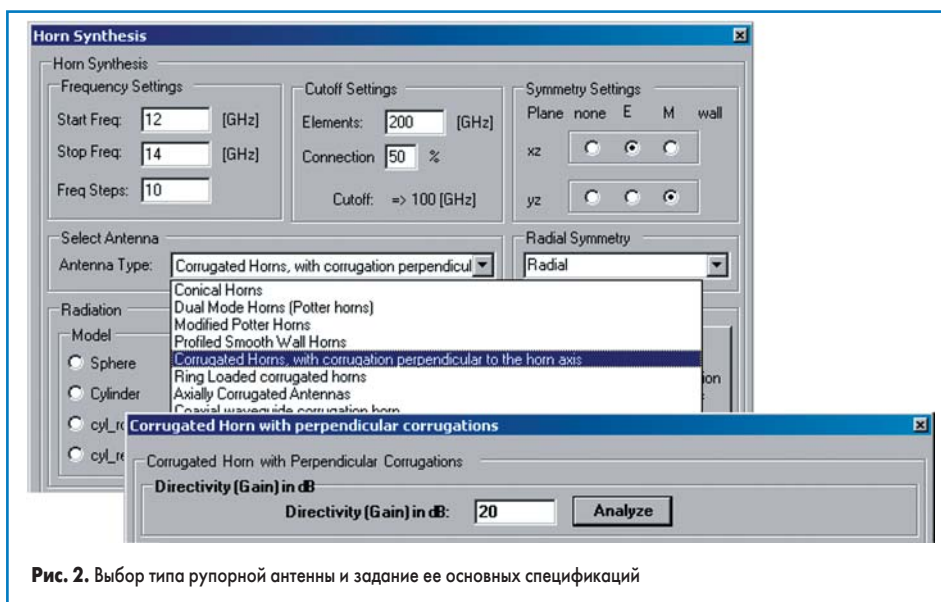 Horn Synthesis
Horn Synthesis
Frequency Settings
Start Freq: 12 [GHz]
Stop Freq: 14 [GHz]
Freq Steps: 10
Cutoff Settings
Elements: 200 [GHz]
Connection 50 %
Cutoff: => 100 [GHz]
Symmetry Settings
Plane none E M wall
xz
yz
Select Antenna
Antenna Type: Corrugated Horns, with corrugation perpendicul
Radial Symmetry
Radial
Conical Horns
Dual Mode Horns (Potter horns)
Modified Potter Horns
Profiled Smooth Wall Horns
Corrugated Horns, with corrugation perpendicular to the horn axis
Ring Loaded corrugated horns
Axially Corrugated Antennas
Coaxial waveguide corrugation horn
Radiation
Model
Sphere
Cylinder
Corrugated Horn with perpendicular corrugations
Corrugated Horn with Perpendicular Corrugations
Directivity (Gain) in dB
Directivity (Gain) in dB: 20 Analyze
Рис. 2. Выбор типа рупорной антенны и задание ее основных спецификаций